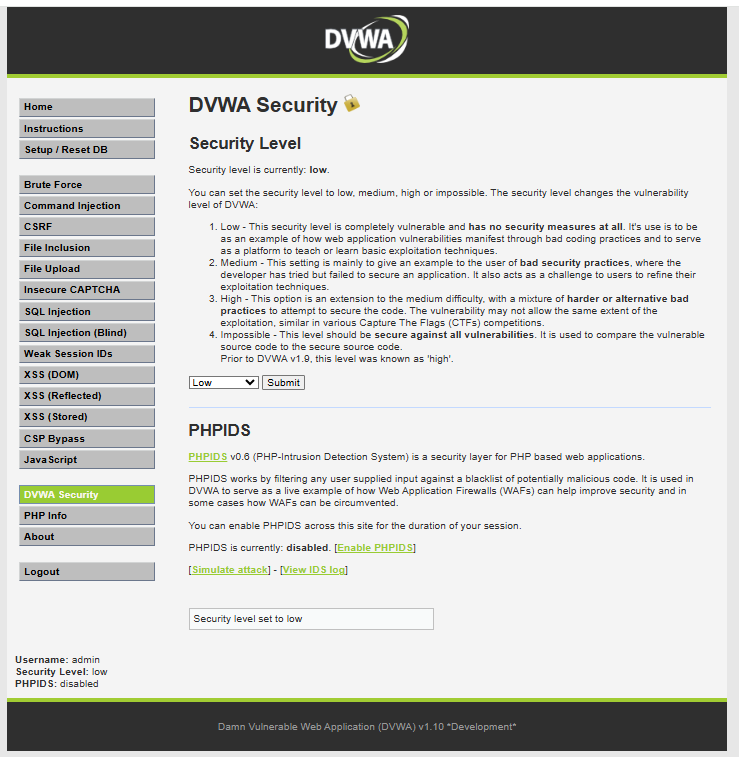 DVWA
Home
Instructions
Setup / Reset DB
Brute Force
Command Injection
CSRF
File Inclusion
File Upload
Insecure CAPTCHA
SQL Injection
SQL Injection (Blind)
Weak Session IDs
XSS (DOM)
XSS (Reflected)
XSS (Stored)
CSP Bypass
JavaScript
DVWA Security
PHP Info
About
Logout
DVWA Security
Security Level
Security level is currently: low.
You can set the security level to low, medium, high or impossible. The security level changes the vulnerability
level of DVWA:
1. Low - This security level is completely vulnerable and has no security measures at all. It's use is to be
as an example of how web application vulnerabilities manifest through bad coding practices and to serve
as a platform to teach or learn basic exploitation techniques.
2. Medium - This setting is mainly to give an example to the user of bad security practices, where the
developer has tried but failed to secure an application. It also acts as a challenge to users to refine their
exploitation techniques.
3. High - This option is an extension to the medium difficulty, with a mixture of harder or alternative bad
practices to attempt to secure the code. The vulnerability may not allow the same extent of the
exploitation, similar in various Capture The Flags (CTFs) competitions.
4. Impossible - This level should be secure against all vulnerabilities. It is used to compare the vulnerable
source code to the secure source code.
Prior to DVWA v1.9, this level was known as 'high'.
Low Submit
PHPIDS
PHPIDS v0.6 (PHP-Intrusion Detection System) is a security layer for PHP based web applications.
PHPIDS works by filtering any user supplied input against a blacklist of potentially malicious code. It is used in
DVWA to serve as a live example of how Web Application Firewalls (WAFs) can help improve security and in
some cases how WAFs can be circumvented.
You can enable PHPIDS across this site for the duration of your session.
PHPIDS is currently: disabled. [Enable PHPIDS]
[Simulate attack] - [View IDS log]
Security level set to low
Username: admin
Security Level: low
PHPIDS: disabled
Damn Vulnerable Web Application (DVWA) v1.10 *Development*